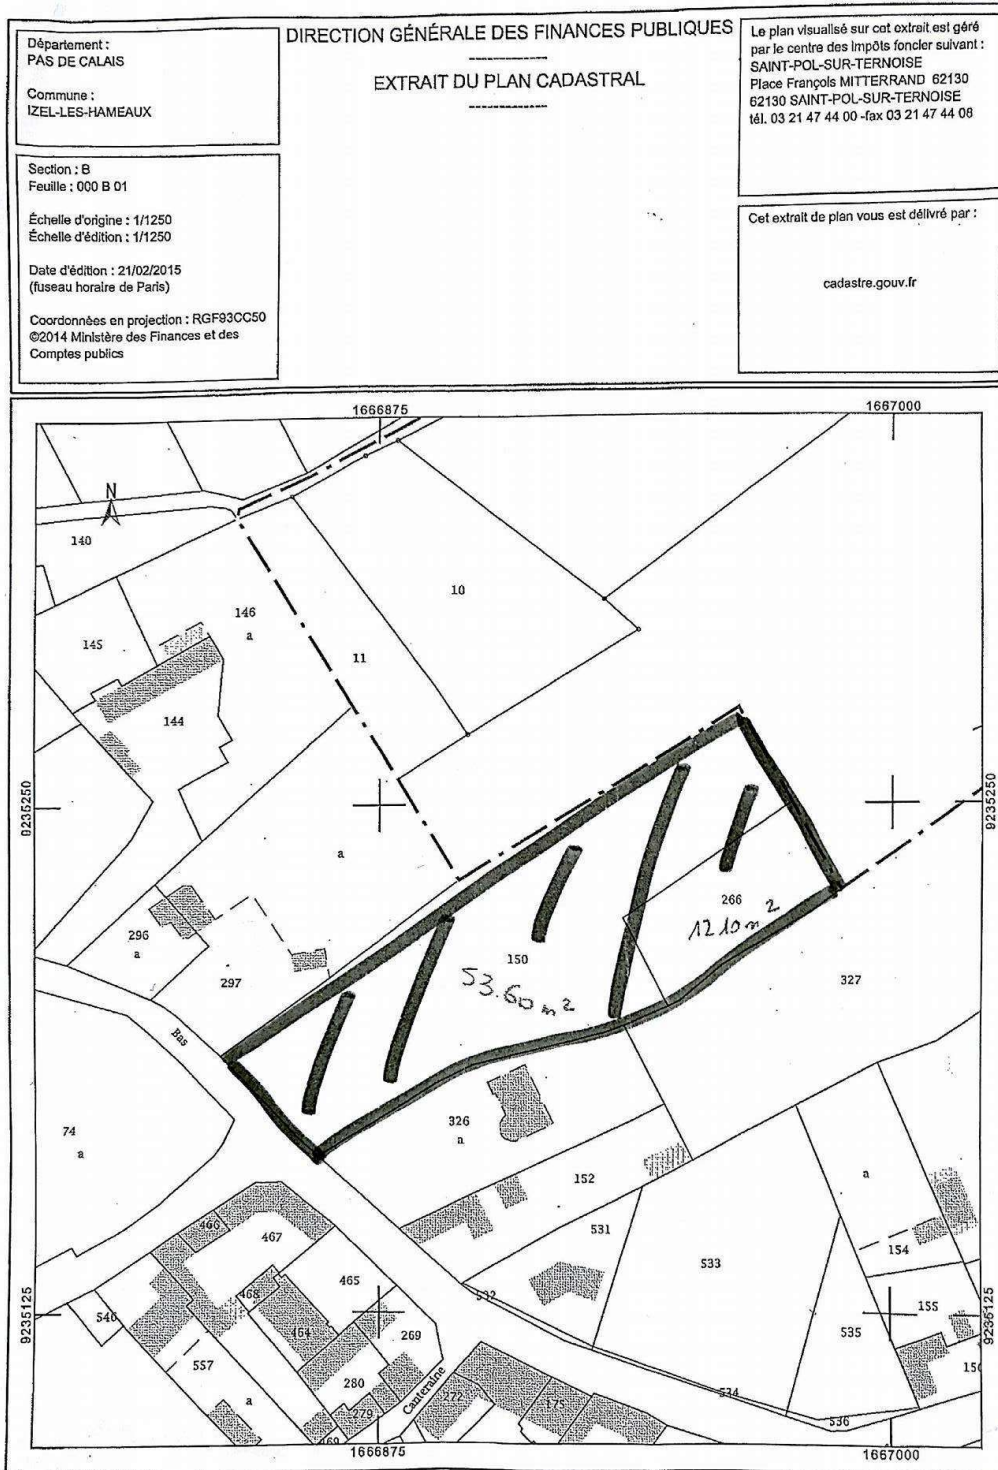 Département :
PAS DE CALAIS
Commune :
IZEL-LES-HAMEAUX
Section : B
Feuille : 000 B 01
Échelle d'origine : 1/1250
Échelle d'édition : 1/1250
Date d'édition : 21/02/2015
(fuseau horaire de Paris)
Coordonnées en projection : RGF93CC50
©2014 Ministère des Finances et des
Comptes publics
DIRECTION GÉNÉRALE DES FINANCES PUBLIQUES
EXTRAIT DU PLAN CADASTRAL
Le plan visualisé sur cet extrait est géré
par le centre des impôts foncier suivant :
SAINT-POL-SUR-TERNOISE
Place François MITTERRAND 62130
62130 SAINT-POL-SUR-TERNOISE
tél. 03 21 47 44 00 -fax 03 21 47 44 08
Cet extrait de plan vous est délivré par :
cadastre.gouv.fr
1666875
1667000
N
140
10
146
a
145
11
144
9235250
9235250
a
266
1210 m²
296
a
150
53.60 m²
297
327
Bas
326
a
74
a
152
a
466
467
531
533
154
465
532
468
546
155
9235125
9235125
464
269
535
557
280
150
a
Canteraine
272
175
534
279
536
169
1666875
1667000